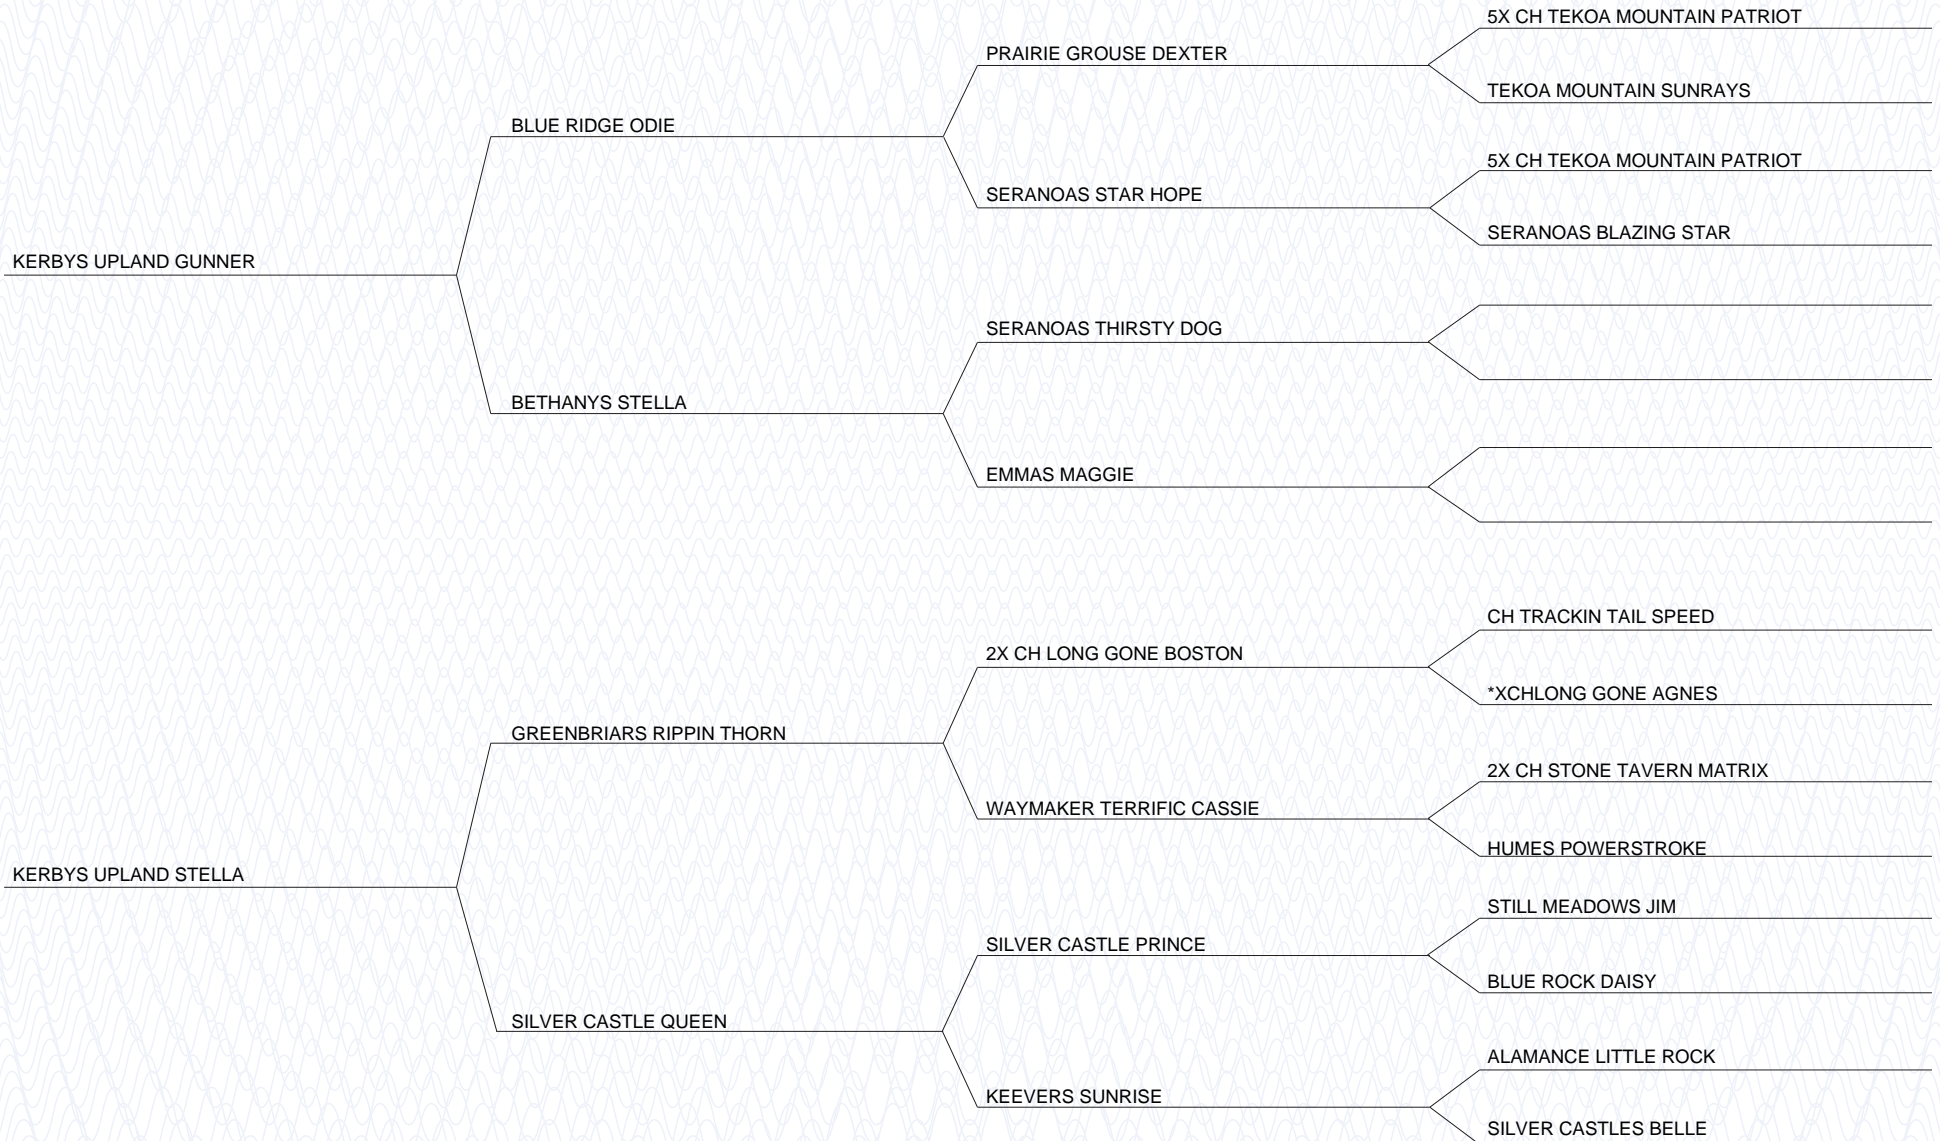 5X CH TEKOA MOUNTAIN PATRIOT
PRAIRIE GROUSE DEXTER
TEKOA MOUNTAIN SUNRAYS
BLUE RIDGE ODIE
5X CH TEKOA MOUNTAIN PATRIOT
SERANOAS STAR HOPE
SERANOAS BLAZING STAR
KERBYS UPLAND GUNNER
SERANOAS THIRSTY DOG
BETHANYS STELLA
EMMAS MAGGIE
CH TRACKIN TAIL SPEED
2X CH LONG GONE BOSTON
*XCHLONG GONE AGNES
GREENBRIARS RIPPIN THORN
2X CH STONE TAVERN MATRIX
WAYMAKER TERRIFIC CASSIE
HUMES POWERSTROKE
KERBYS UPLAND STELLA
STILL MEADOWS JIM
SILVER CASTLE PRINCE
BLUE ROCK DAISY
SILVER CASTLE QUEEN
ALAMANCE LITTLE ROCK
KEEVERS SUNRISE
SILVER CASTLES BELLE